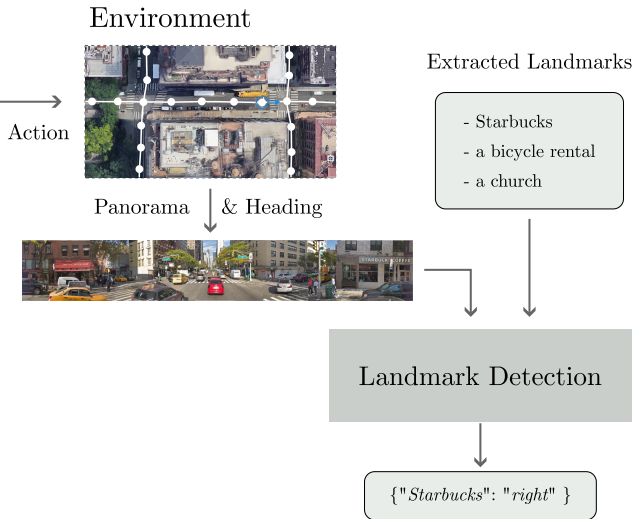 Environment
Action
Panorama & Heading
STARBUCKS COFFEE
Extracted Landmarks
- Starbucks
- a bicycle rental
- a church
Landmark Detection
{"Starbucks": "right" }